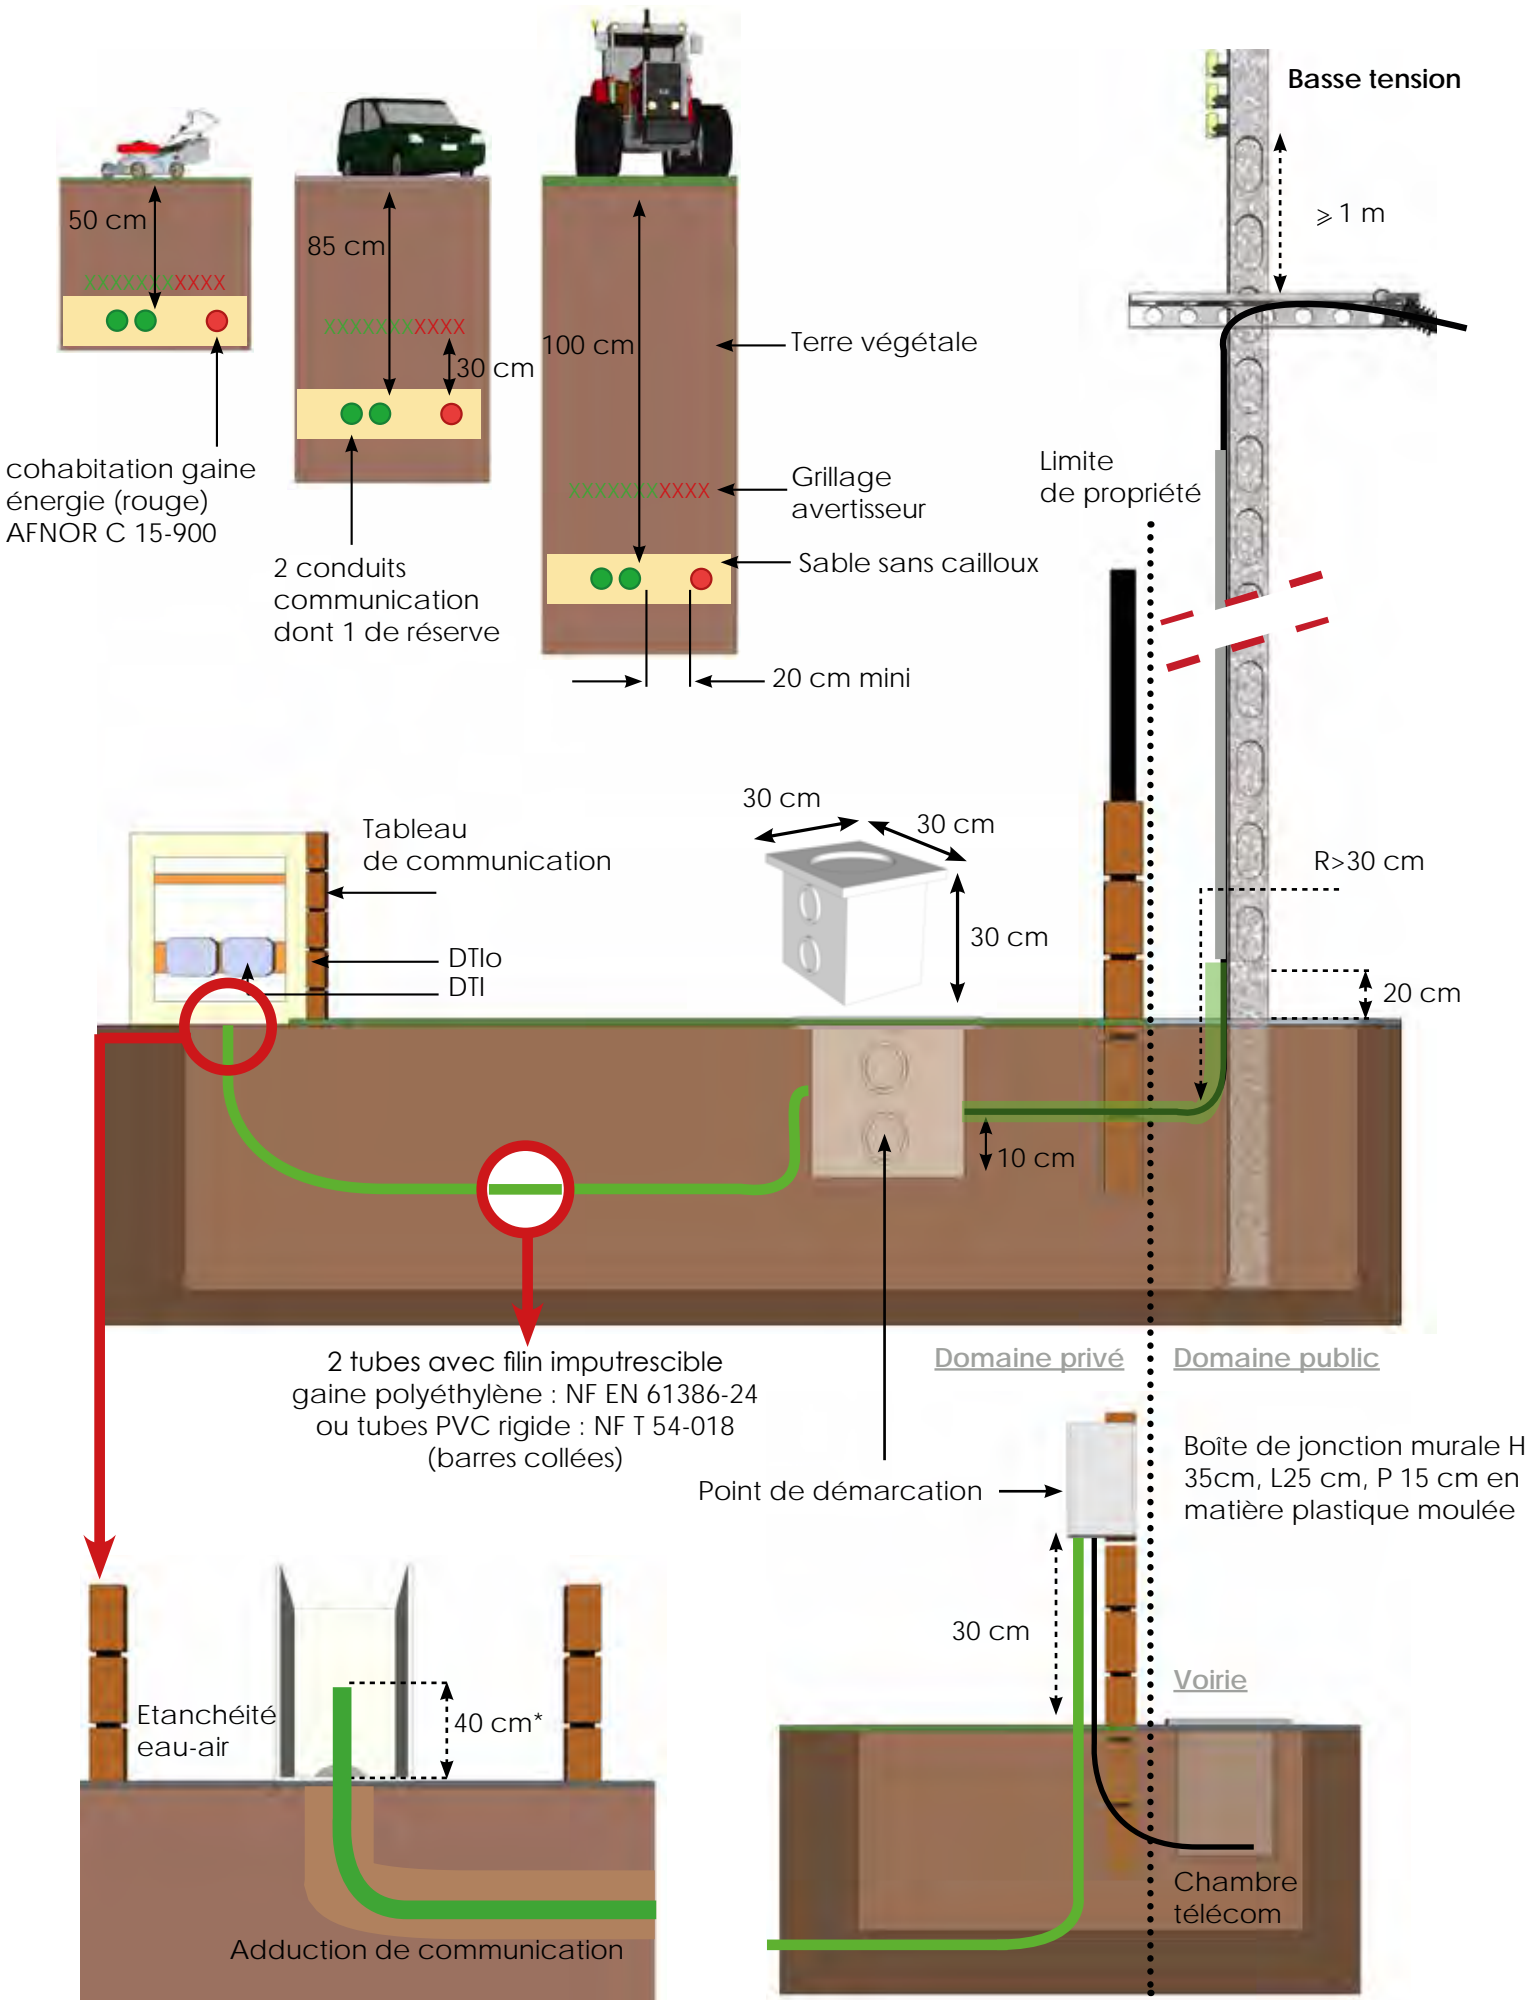 Basse tension
⩾ 1 m
50 cm
XXXXXXXXXXXX
85 cm
XXXXXXXXXXXX
30 cm
100 cm
Terre végétale
XXXXXXXXXXXX
Grillage
avertisseur
Sable sans cailloux
20 cm mini
cohabitation gaine
énergie (rouge)
AFNOR C 15-900
2 conduits
communication
dont 1 de réserve
Limite
de propriété
Tableau
de communication
DTIo
DTI
30 cm
30 cm
30 cm
R>30 cm
20 cm
10 cm
2 tubes avec filin imputrescible
gaine polyéthylène : NF EN 61386-24
ou tubes PVC rigide : NF T 54-018
(barres collées)
Domaine privé
Domaine public
Point de démarcation
Boîte de jonction murale H
35cm, L25 cm, P 15 cm en
matière plastique moulée
30 cm
Voirie
Chambre
télécom
Etanchéité
eau-air
40 cm*
Adduction de communication